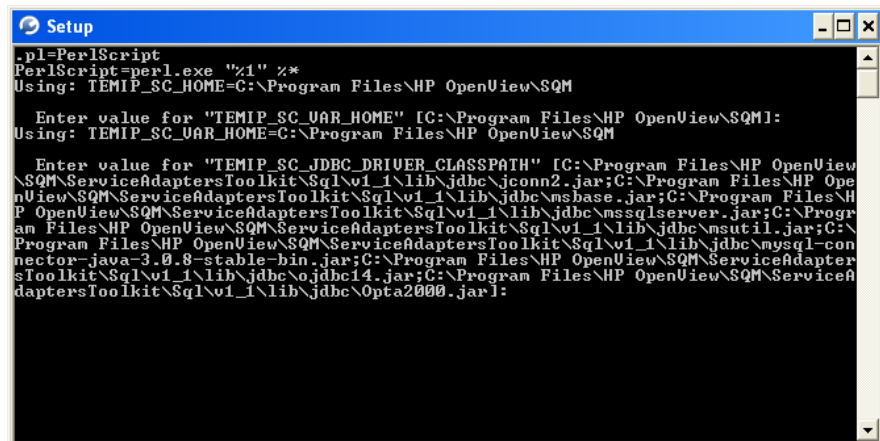 Setup
.pl=PerlScript
PerlScript=perl.exe "%1" %*
Using: TEMIP_SC_HOME=C:\Program Files\HP OpenView\SQM
Enter value for "TEMIP_SC_VAR_HOME" [C:\Program Files\HP OpenView\SQM]:
Using: TEMIP_SC_VAR_HOME=C:\Program Files\HP OpenView\SQM
Enter value for "TEMIP_SC_JDBC_DRIVER_CLASSPATH" [C:\Program Files\HP OpenView
\SQM\ServiceAdaptersToolkit\Sql\v1_1\lib\jdbc\jconn2.jar;C:\Program Files\HP Ope
nView\SQM\ServiceAdaptersToolkit\Sql\v1_1\lib\jdbc\msbase.jar;C:\Program Files\H
P OpenView\SQM\ServiceAdaptersToolkit\Sql\v1_1\lib\jdbc\mssqlserver.jar;C:\Progr
am Files\HP OpenView\SQM\ServiceAdaptersToolkit\Sql\v1_1\lib\jdbc\msutil.jar;C:\
Program Files\HP OpenView\SQM\ServiceAdaptersToolkit\Sql\v1_1\lib\jdbc\mysql-con
nector-java-3.0.8-stable-bin.jar;C:\Program Files\HP OpenView\SQM\ServiceAdapter
sToolkit\Sql\v1_1\lib\jdbc\ojdbc14.jar;C:\Program Files\HP OpenView\SQM\ServiceA
daptersToolkit\Sql\v1_1\lib\jdbc\Opta2000.jar]: